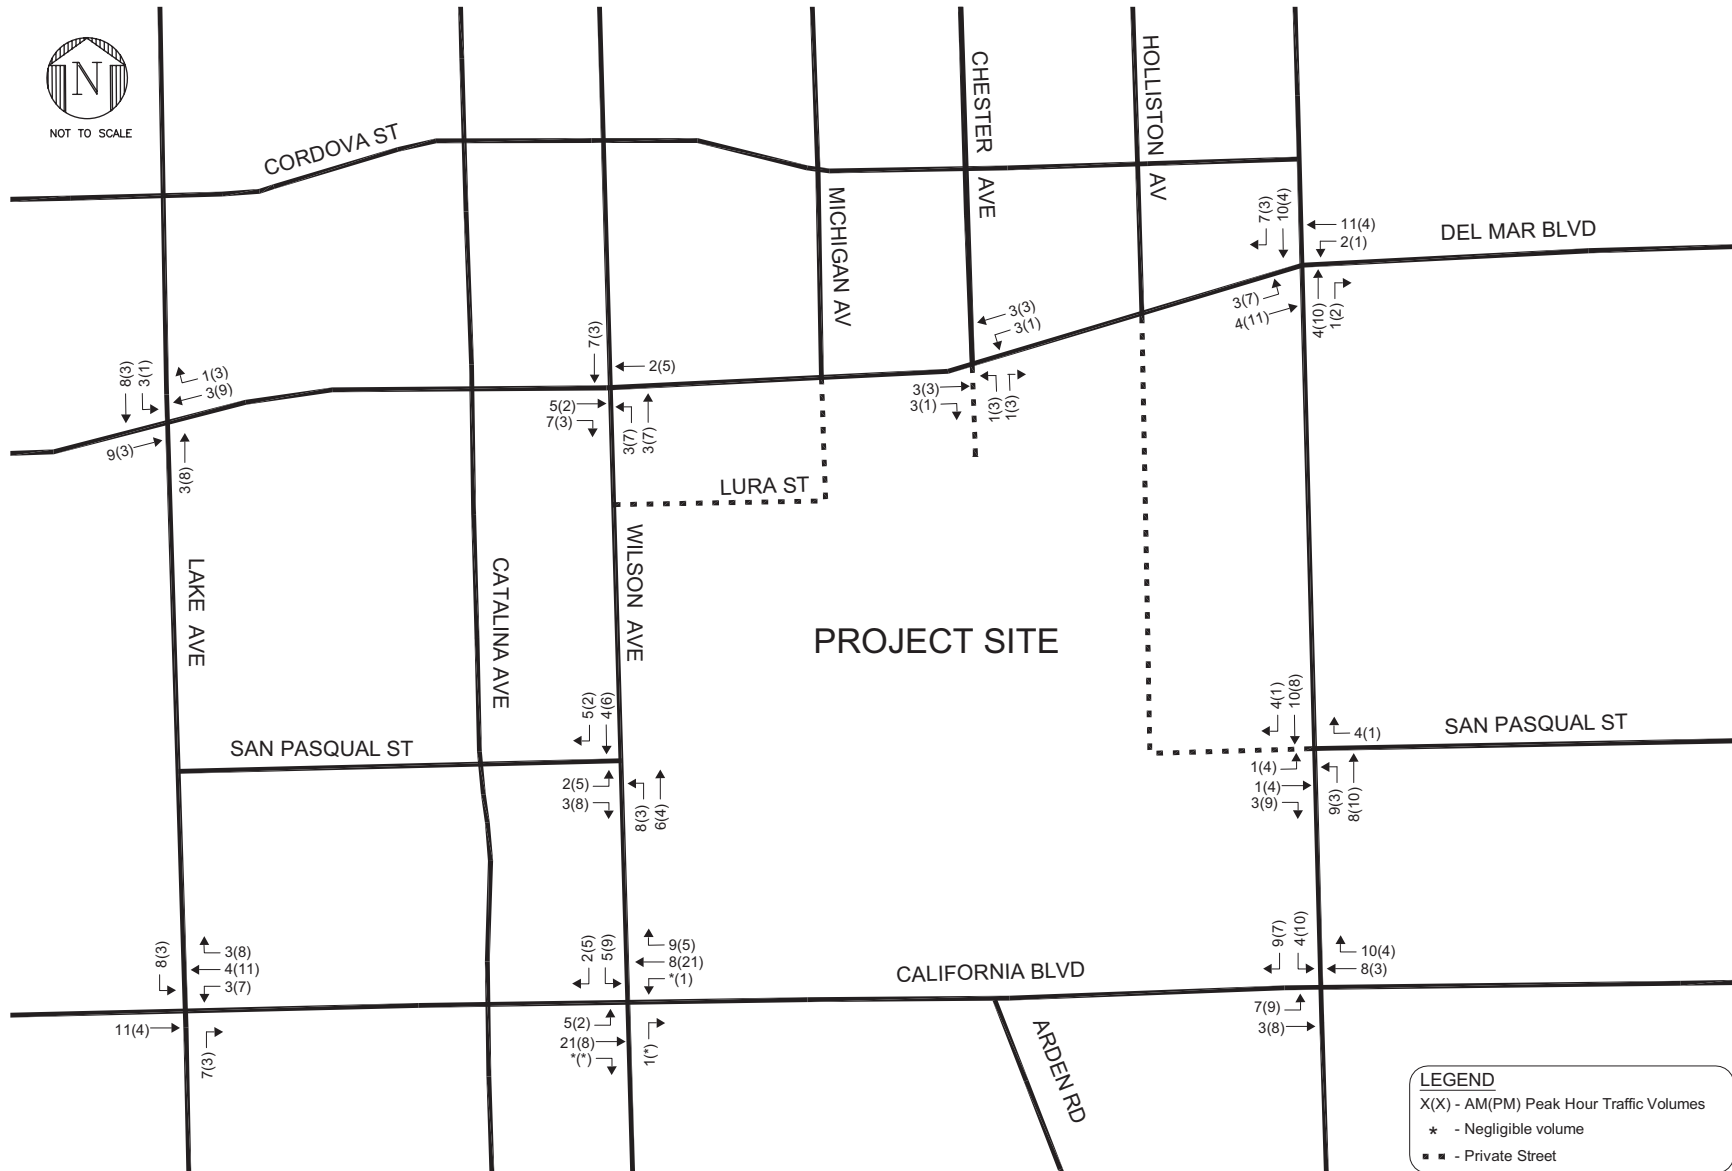 N
NOT TO SCALE
CORDOVA ST
CHESTER
AVE
HOLLISTON
AV
MICHIGAN AV
DEL MAR BLVD
7(3)
10(4)
11(4)
2(1)
3(7)
4(11)
4(10)
1(2)
3(3)
3(1)
3(3)
3(1)
1(3)
1(3)
7(3)
2(5)
5(2)
7(3)
3(7)
3(7)
8(3)
3(1)
1(3)
3(9)
9(3)
3(8)
LURA ST
LAKE AVE
CATALINA AVE
WILSON AVE
PROJECT SITE
SAN PASQUAL ST
5(2)
4(6)
2(5)
3(8)
8(3)
6(4)
4(1)
10(8)
4(1)
SAN PASQUAL ST
1(4)
1(4)
3(9)
9(3)
8(10)
8(3)
3(8)
4(11)
3(7)
11(4)
7(3)
2(5)
5(9)
9(5)
8(21)
*(1)
5(2)
21(8)
*(*)
1(*)
CALIFORNIA BLVD
ARDEN RD
9(7)
4(10)
10(4)
8(3)
7(9)
3(8)
LEGEND
X(X) - AM(PM) Peak Hour Traffic Volumes
* - Negligible volume
- Private Street